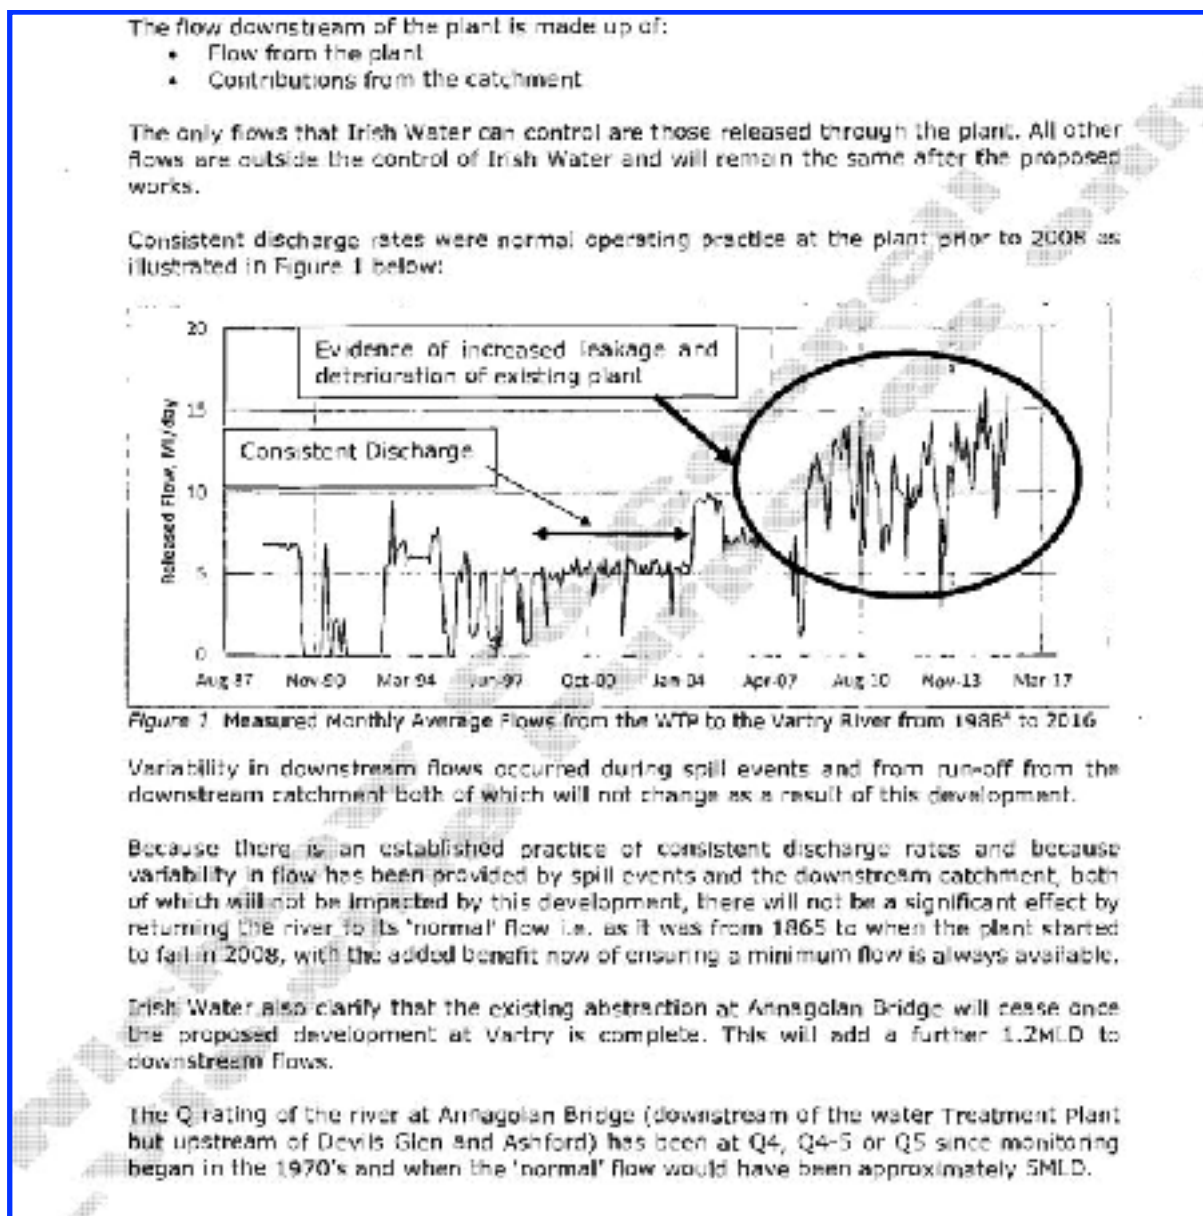 The flow downstream of the plant is made up of:
• Flow from the plant
• Contributions from the catchment
The only flows that Irish Water can control are those released through the plant. All other
flows are outside the control of Irish Water and will remain the same after the proposed
works.
Consistent discharge rates were normal operating practice at the plant prior to 2008 as
illustrated in Figure 1 below:
20
Evidence of increased leakage and
deterioration of existing plant
15
Consistent Discharge
10
Released Flow, Ml/day
5
0
Aug-87 Nov-90 Mar-94 Jun-97 Oct-00 Jan-04 Apr-07 Aug-10 Nov-13 Mar-17
Figure 1 Measured Monthly Average Flows from the WTP to the Vartry River from 1988 to 2016
Variability in downstream flows occurred during spill events and from run-off from the
downstream catchment both of which will not change as a result of this development.
Because there is an established practice of consistent discharge rates and because
variability in flow has been provided by spill events and the downstream catchment, both
of which will not be impacted by this development, there will not be a significant effect by
returning the river to its 'normal' flow i.e. as it was from 1865 to when the plant started
to fail in 2008, with the added benefit now of ensuring a minimum flow is always available.
Irish Water also clarify that the existing abstraction at Annagolan Bridge will cease once
the proposed development at Vartry is complete. This will add a further 1.2MLD to
downstream flows.
The Q rating of the river at Annagolan Bridge (downstream of the water Treatment Plant
but upstream of Devils Glen and Ashford) has been at Q4, Q4-5 or Q5 since monitoring
began in the 1970's and when the 'normal' flow would have been approximately 5MLD.